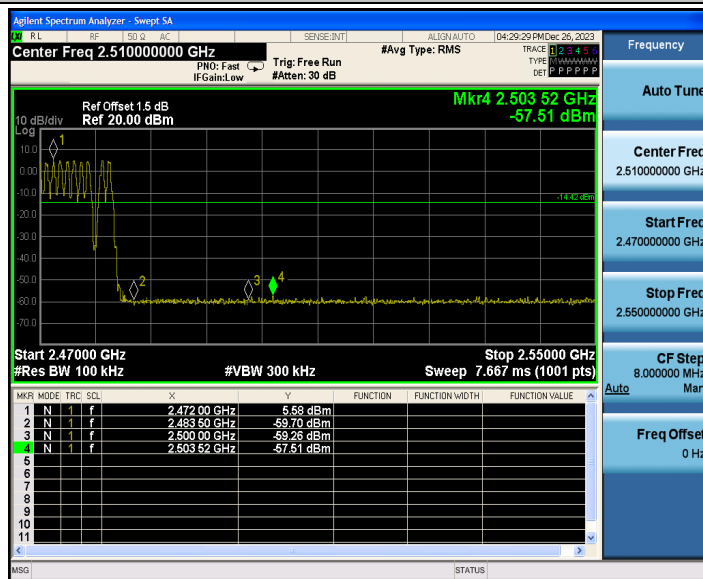 Agilent Spectrum Analyzer - Swept SA
RL RF 50 Ω AC SENSE:INT ALIGNAUTO 04:29:29 PM Dec 26, 2023
Center Freq 2.510000000 GHz #Avg Type: RMS TRACE 1 2 3 4 5 6
PNO: Fast Trig: Free Run TYPE MWWWWW
IFGain:Low #Atten: 30 dB DET P P P P P P
Mkr4 2.503 52 GHz
-57.51 dBm
Ref Offset 1.5 dB
10 dB/div Ref 20.00 dBm
Log
10.0
0.00
-10.0
-20.0
-30.0
-40.0
-50.0
-60.0
-70.0
1
2
3
4
-14.42 dBm
Start 2.47000 GHz Stop 2.55000 GHz
#Res BW 100 kHz #VBW 300 kHz Sweep 7.667 ms (1001 pts)
MKR MODE TRC SCL X Y FUNCTION FUNCTION WIDTH FUNCTION VALUE
1 N 1 f 2.472 00 GHz 5.58 dBm
2 N 1 f 2.483 50 GHz -59.70 dBm
3 N 1 f 2.500 00 GHz -59.26 dBm
4 N 1 f 2.503 52 GHz -57.51 dBm
5
6
7
8
9
10
11
MSG STATUS
Frequency
Auto Tune
Center Freq
2.510000000 GHz
Start Freq
2.470000000 GHz
Stop Freq
2.550000000 GHz
CF Step
8.000000 MHz
Auto Man
Freq Offset
0 Hz